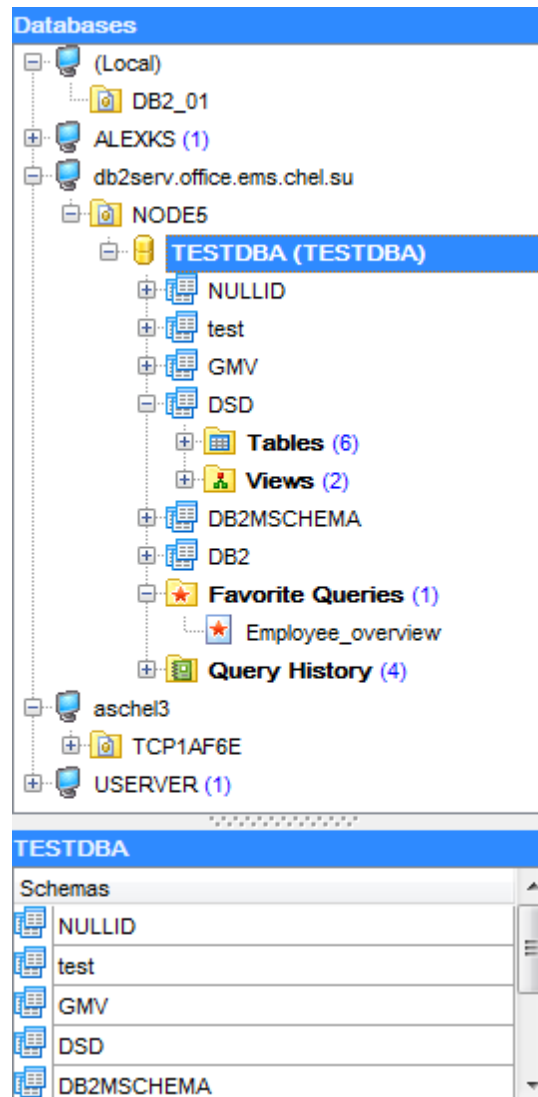 Databases
(Local)
DB2_01
ALEXKS (1)
db2serv.office.ems.chel.su
NODE5
TESTDBA (TESTDBA)
NULLID
test
GMV
DSD
Tables (6)
Views (2)
DB2MSCHEMA
DB2
Favorite Queries (1)
Employee_overview
Query History (4)
aschel3
TCP1AF6E
USERVER (1)
TESTDBA
Schemas
NULLID
test
GMV
DSD
DB2MSCHEMA